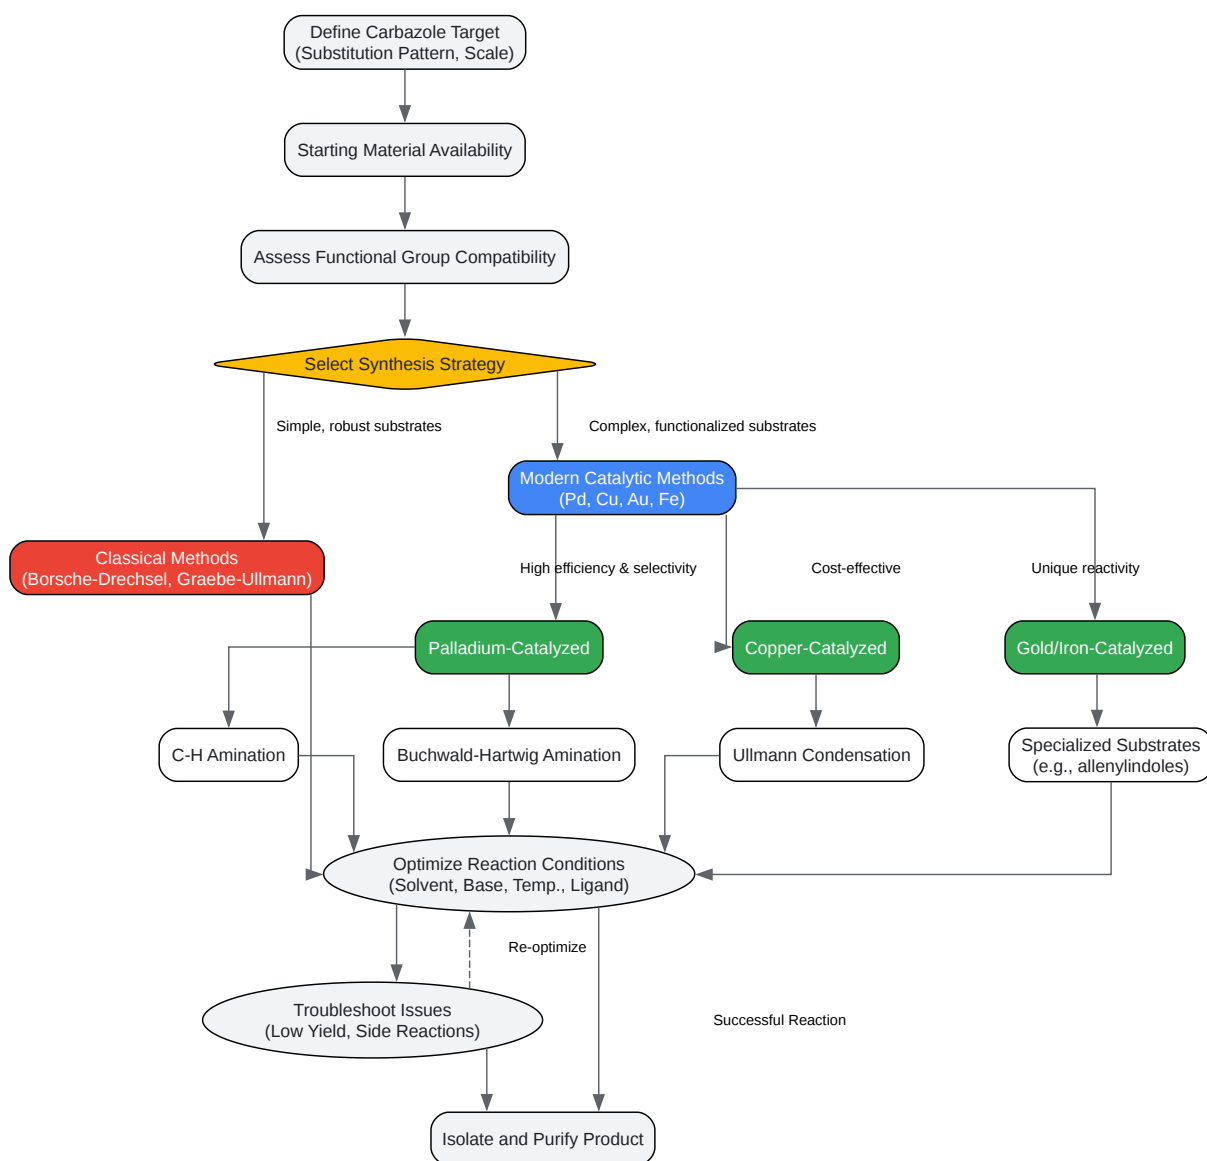 Define Carbazole Target
(Substitution Pattern, Scale)
Starting Material Availability
Assess Functional Group Compatibility
Select Synthesis Strategy
Simple, robust substrates
Complex, functionalized substrates
Modern Catalytic Methods
(Pd, Cu, Au, Fe)
Classical Methods
(Borsche-Drechsel, Graebe-Ullmann)
High efficiency & selectivity
Cost-effective
Unique reactivity
Palladium-Catalyzed
Copper-Catalyzed
Gold/Iron-Catalyzed
C-H Amination
Buchwald-Hartwig Amination
Ullmann Condensation
Specialized Substrates
(e.g., allenylindoles)
Optimize Reaction Conditions
(Solvent, Base, Temp., Ligand)
Re-optimize
Troubleshoot Issues
(Low Yield, Side Reactions)
Successful Reaction
Isolate and Purify Product